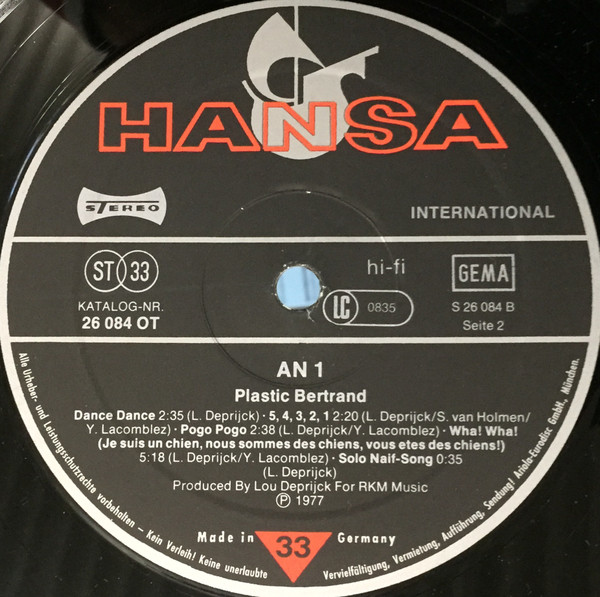 HANSA
STEREO
INTERNATIONAL
ST 33
hi-fi
GEMA
KATALOG-NR.
26 084 OT
LC 0835
S 26 084 B
Seite 2
AN 1
Plastic Bertrand
Dance Dance 2:35 (L. Deprijck) · 5, 4, 3, 2, 1 2:20 (L. Deprijck/S. van Holmen/
Y. Lacomblez) · Pogo Pogo 2:38 (L. Deprijck/Y. Lacomblez) · Wha! Wha!
(Je suis un chien, nous sommes des chiens, vous etes des chiens!)
5:18 (L. Deprijck/Y. Lacomblez) · Solo Naif-Song 0:35
(L. Deprijck)
Produced By Lou Deprijck For RKM Music
Ⓟ 1977
Made in 33 Germany
Alle Urheber- und Leistungsschutzrechte vorbehalten – Kein Verleih! Keine unerlaubte Vervielfältigung, Vermietung, Aufführung, Sendung! Ariola-Eurodisc GmbH., München.